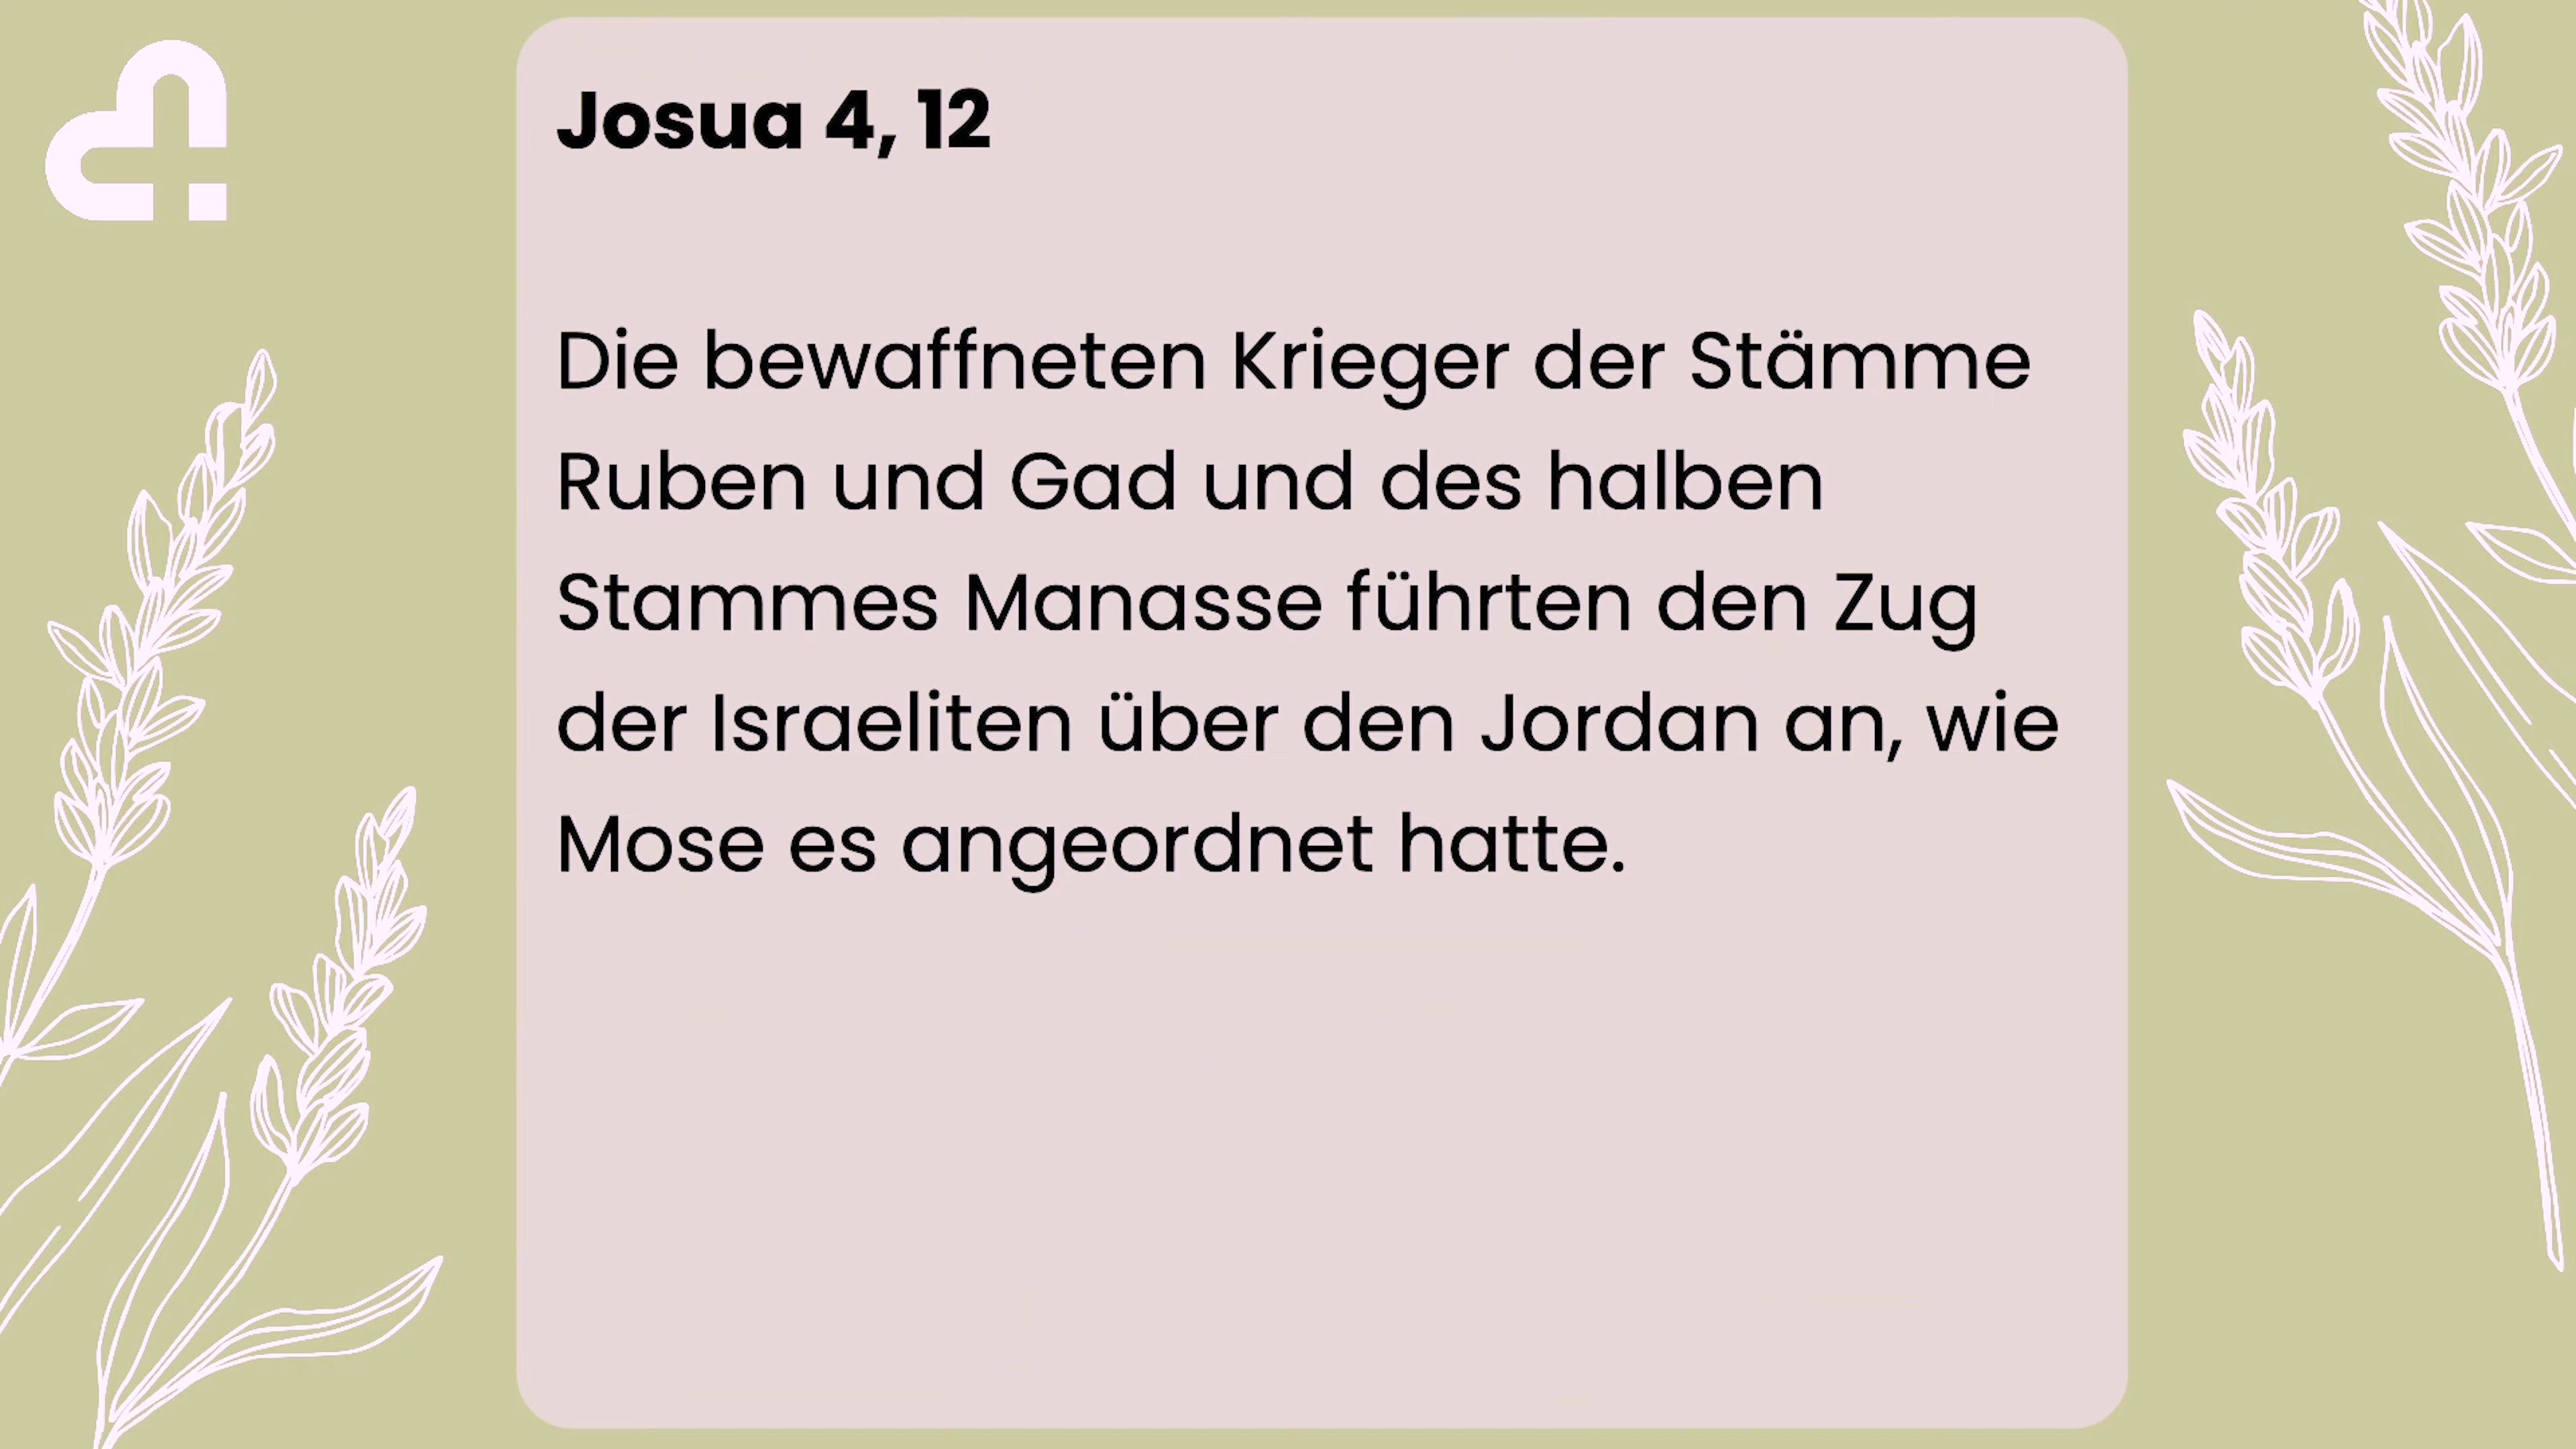 Josua 4, 12
Die bewaffneten Krieger der Stämme
Ruben und Gad und des halben
Stammes Manasse führten den Zug
der Israeliten über den Jordan an, wie
Mose es angeordnet hatte.